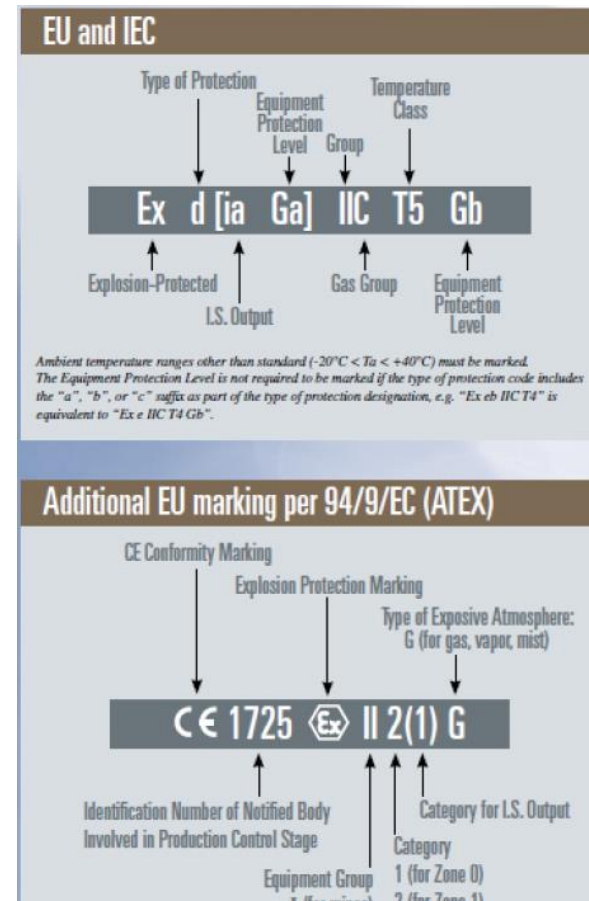 EU and IEC
Type of Protection
Equipment
Protection
Level
Group
Temperature
Class
Ex d [ia Ga] IIC T5 Gb
Explosion-Protected
I.S. Output
Gas Group
Equipment
Protection
Level
Ambient temperature ranges other than standard (-20°C < Ta < +40°C) must be marked.
The Equipment Protection Level is not required to be marked if the type of protection code includes
the "a", "b", or "c" suffix as part of the type of protection designation, e.g. "Ex eb IIC T4" is
equivalent to "Ex e IIC T4 Gb".
Additional EU marking per 94/9/EC (ATEX)
CE Conformity Marking
Explosion Protection Marking
Type of Exposive Atmosphere:
G (for gas, vapor, mist)
CE 1725 Ex II 2(1) G
Identification Number of Notified Body
Involved in Production Control Stage
Category for I.S. Output
Category
1 (for Zone 0)
Equipment Group
2 (for Zone 1)